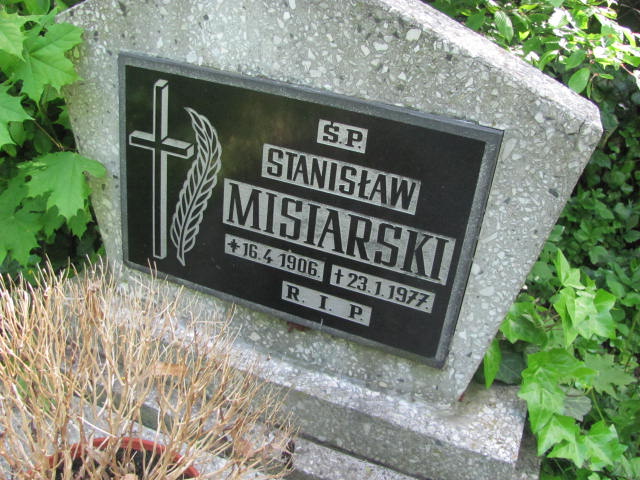 Ś.P.
STANISŁAW
MISIARSKI
* 16.4.1906. † 23.1.1977.
R. I. P.